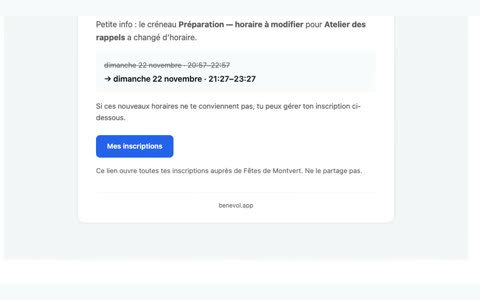 Petite info : le créneau Préparation — horaire à modifier pour Atelier des
rappels a changé d'horaire.
dimanche 22 novembre · 20:57–22:57
→ dimanche 22 novembre · 21:27–23:27
Si ces nouveaux horaires ne te conviennent pas, tu peux gérer ton inscription ci-
dessous.
Mes inscriptions
Ce lien ouvre toutes tes inscriptions auprès de Fêtes de Montvert. Ne le partage pas.
benevol.app